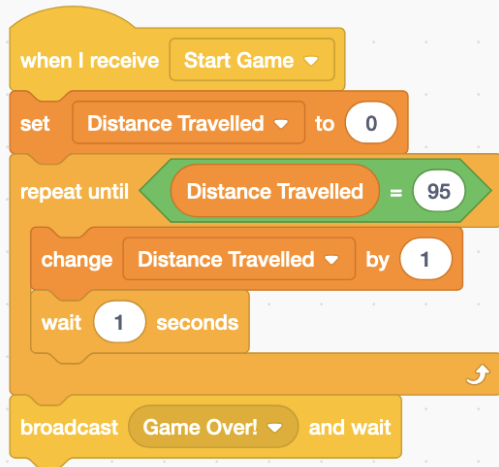 when I receive Start Game
set Distance Travelled to 0
repeat until Distance Travelled = 95
change Distance Travelled by 1
wait 1 seconds
broadcast Game Over! and wait